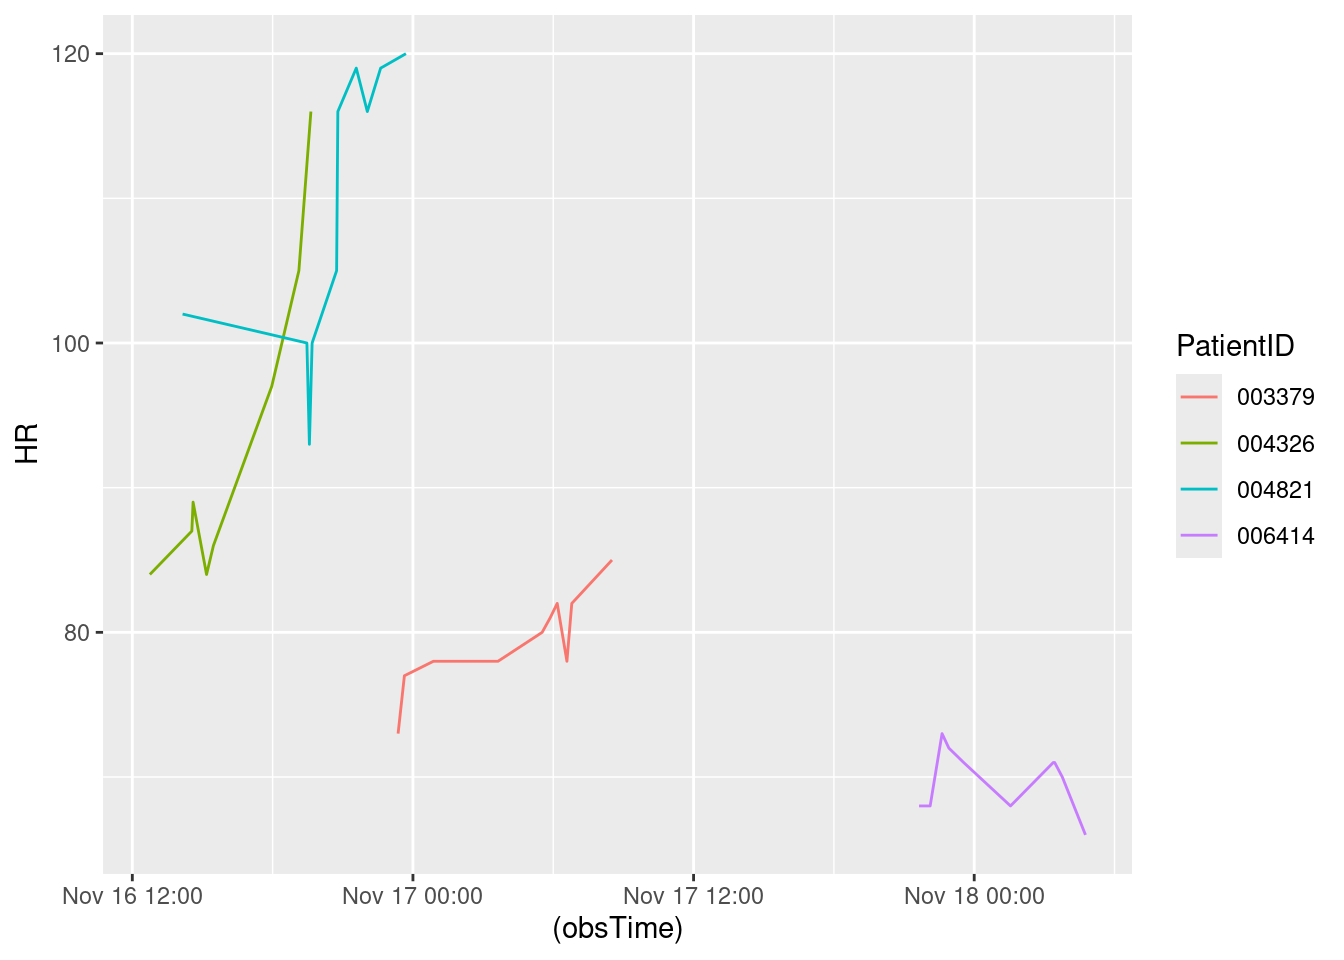 120
100
80
HR
Nov 16 12:00
Nov 17 00:00
Nov 17 12:00
Nov 18 00:00
(obsTime)
PatientID
003379
004326
004821
006414